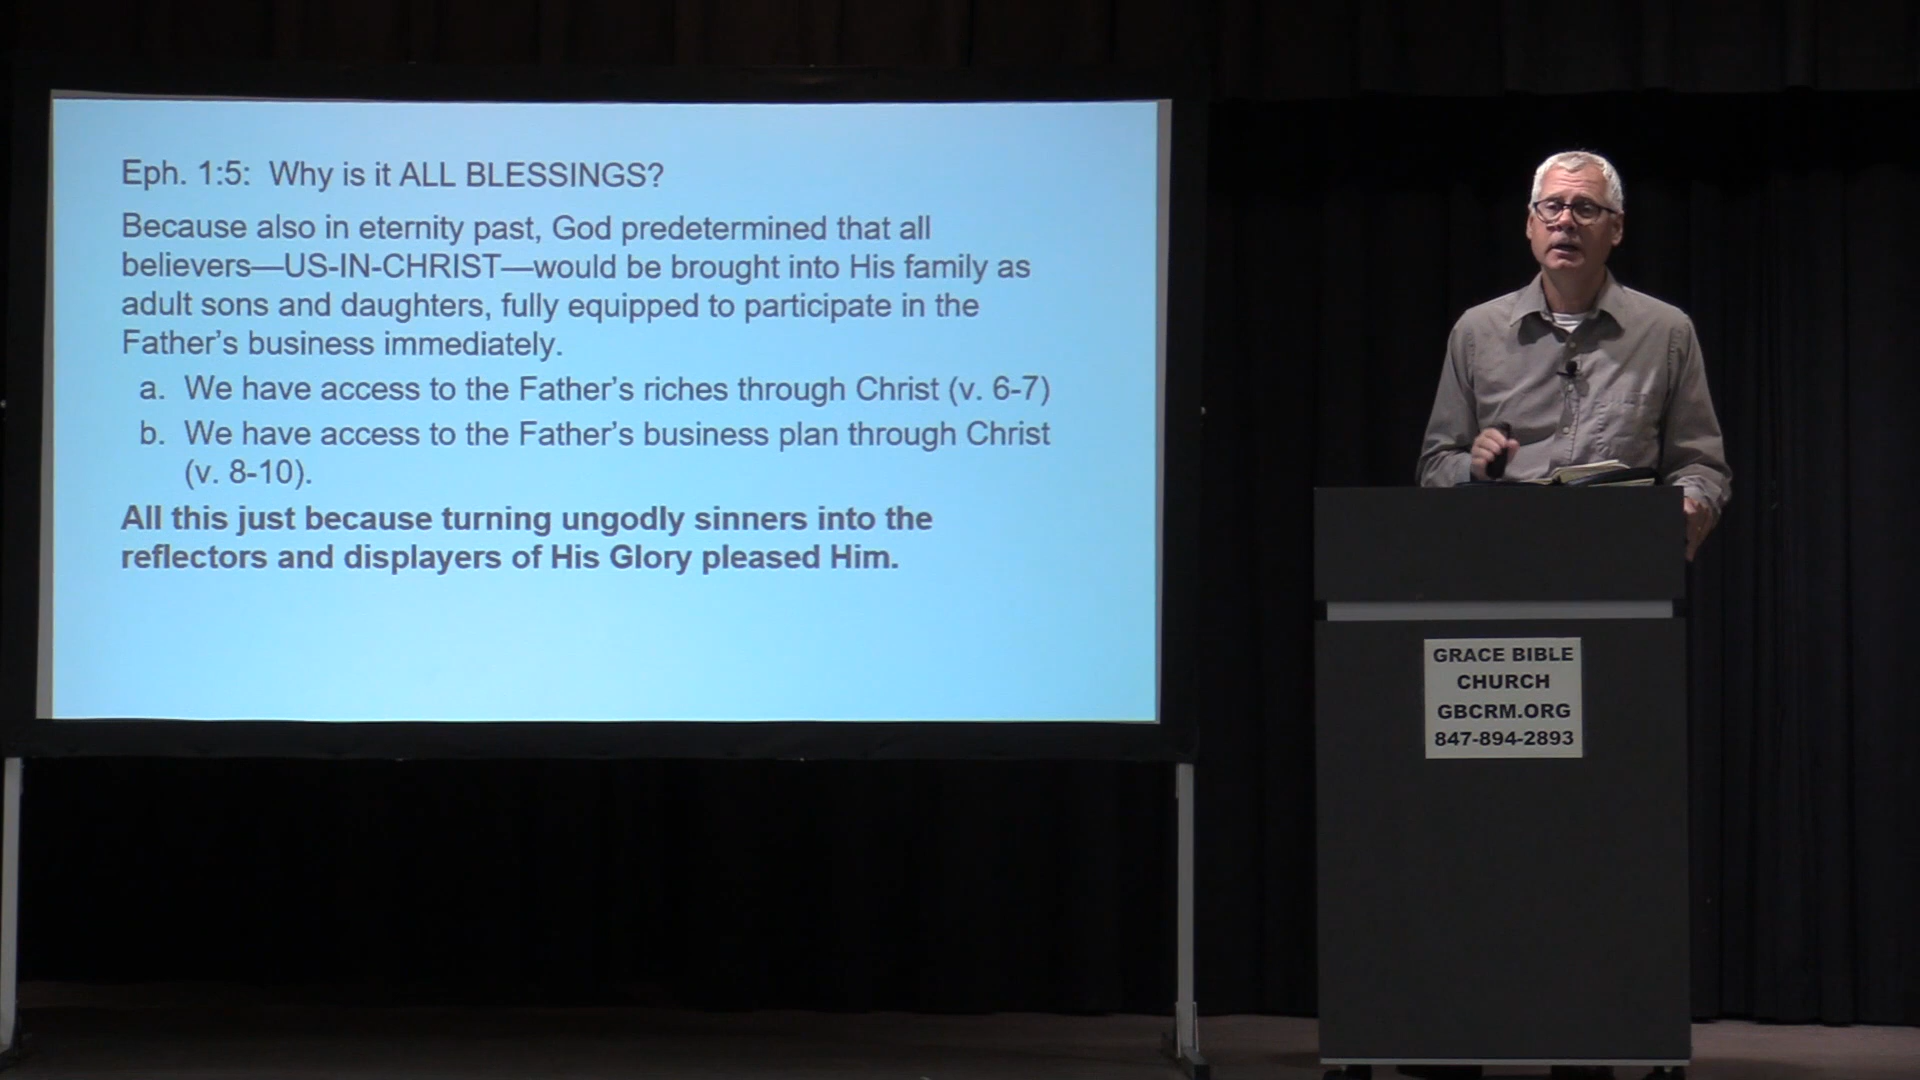 Eph. 1:5:  Why is it ALL BLESSINGS?
Because also in eternity past, God predetermined that all
believers—US-IN-CHRIST—would be brought into His family as
adult sons and daughters, fully equipped to participate in the
Father’s business immediately.
a. We have access to the Father’s riches through Christ (v. 6-7)
b. We have access to the Father’s business plan through Christ
(v. 8-10).
All this just because turning ungodly sinners into the
reflectors and displayers of His Glory pleased Him.
GRACE BIBLE
CHURCH
GBCRM.ORG
847-894-2893